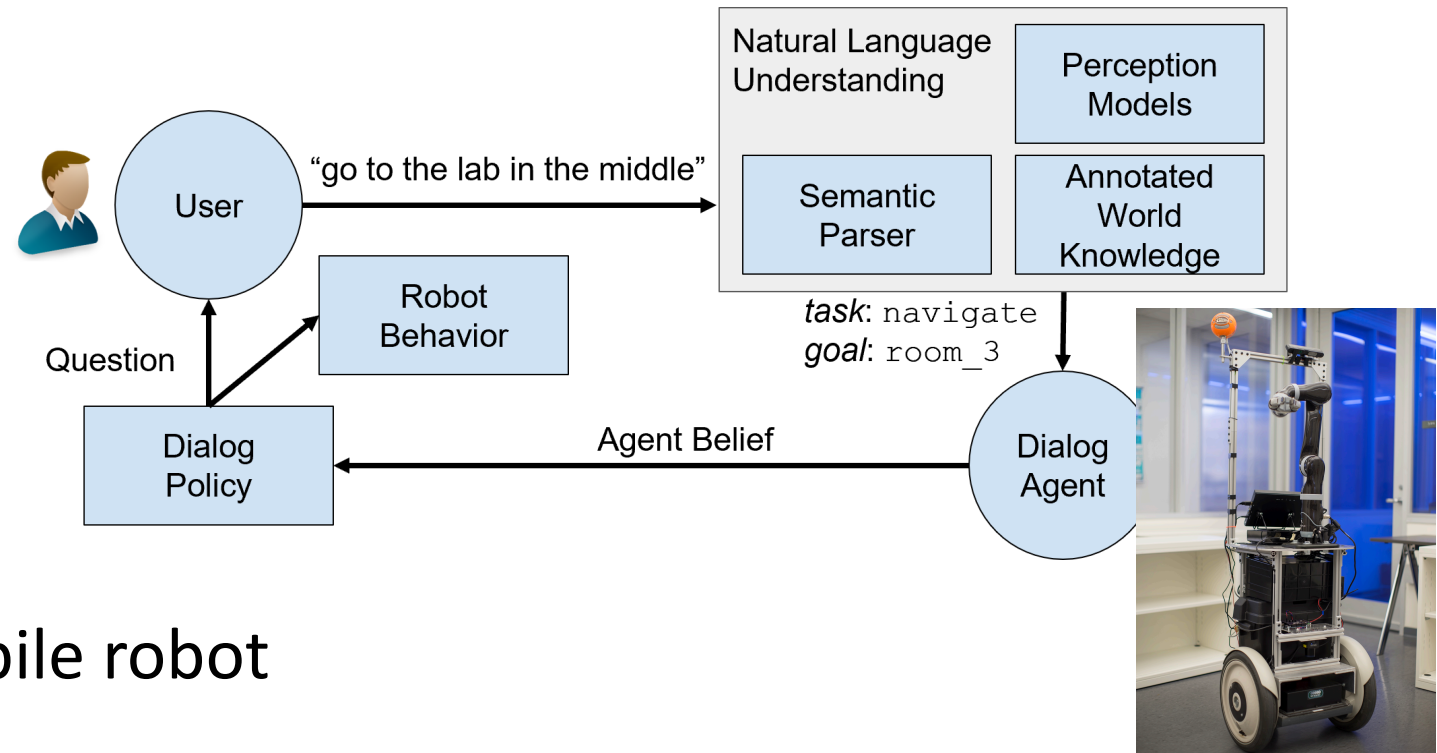 Natural Language
Understanding
Perception
Models
“go to the lab in the middle”
User
Semantic
Parser
Annotated
World
Knowledge
Robot
Behavior
task: navigate
goal: room_3
Question
Dialog
Policy
Agent Belief
Dialog
Agent
robot